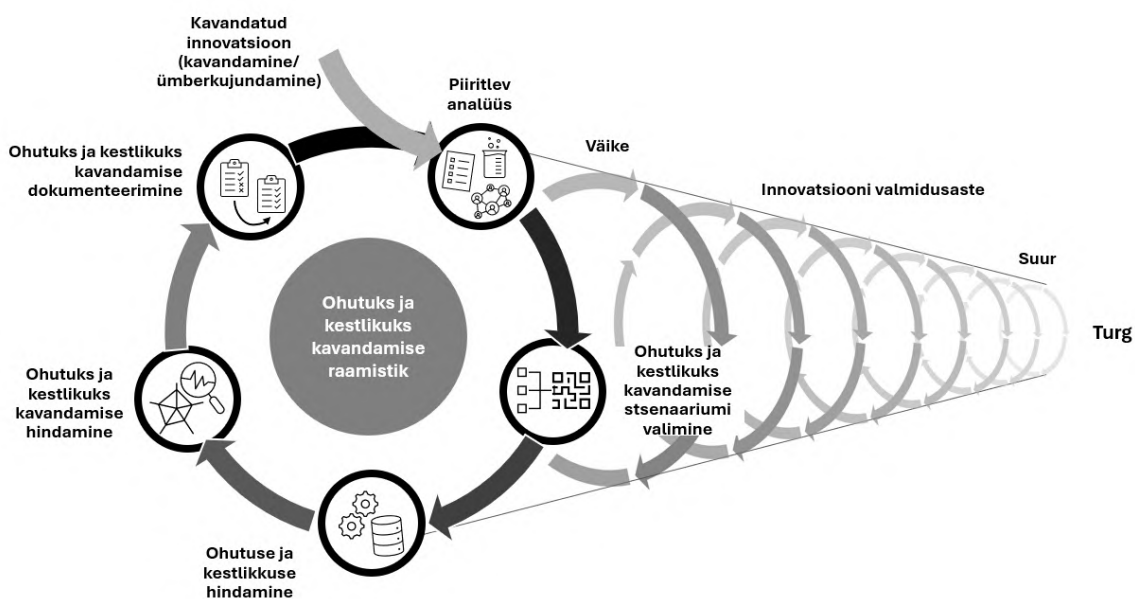 Kavandatud
innovatsioon
(kavandamine/
ümberkujundamine)
Piiritlev
analüüs
Väike
Innovatsiooni valmidusaste
Suur
Turg
Ohutuks ja kestlikuks
kavandamise
dokumenteerimine
Ohutuks ja
kestlikuks
kavandamise
raamistik
Ohutuks ja
kestlikuks
kavandamise
stsenaariumi
valimine
Ohutuks ja
kestlikuks
kavandamise
hindamine
Ohutuse ja
kestlikkuse
hindamine